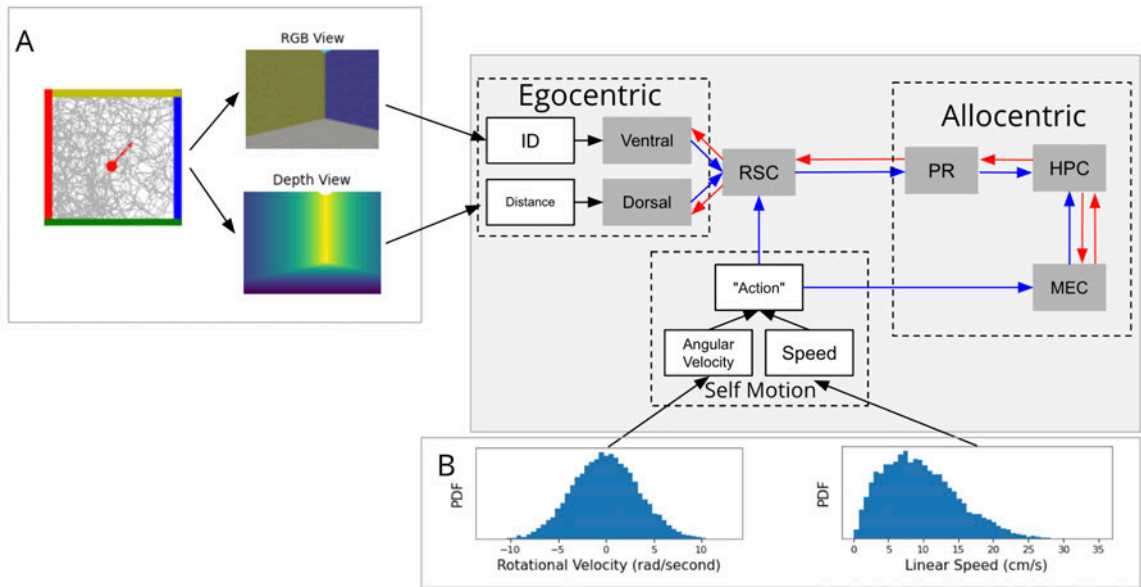 A
RGB View
Depth View
Egocentric
ID
Ventral
Distance
Dorsal
RSC
Allocentric
PR
HPC
MEC
"Action"
Angular
Velocity
Speed
Self Motion
B
PDF
−10 −5 0 5 10
Rotational Velocity (rad/second)
PDF
0 5 10 15 20 25 30 35
Linear Speed (cm/s)